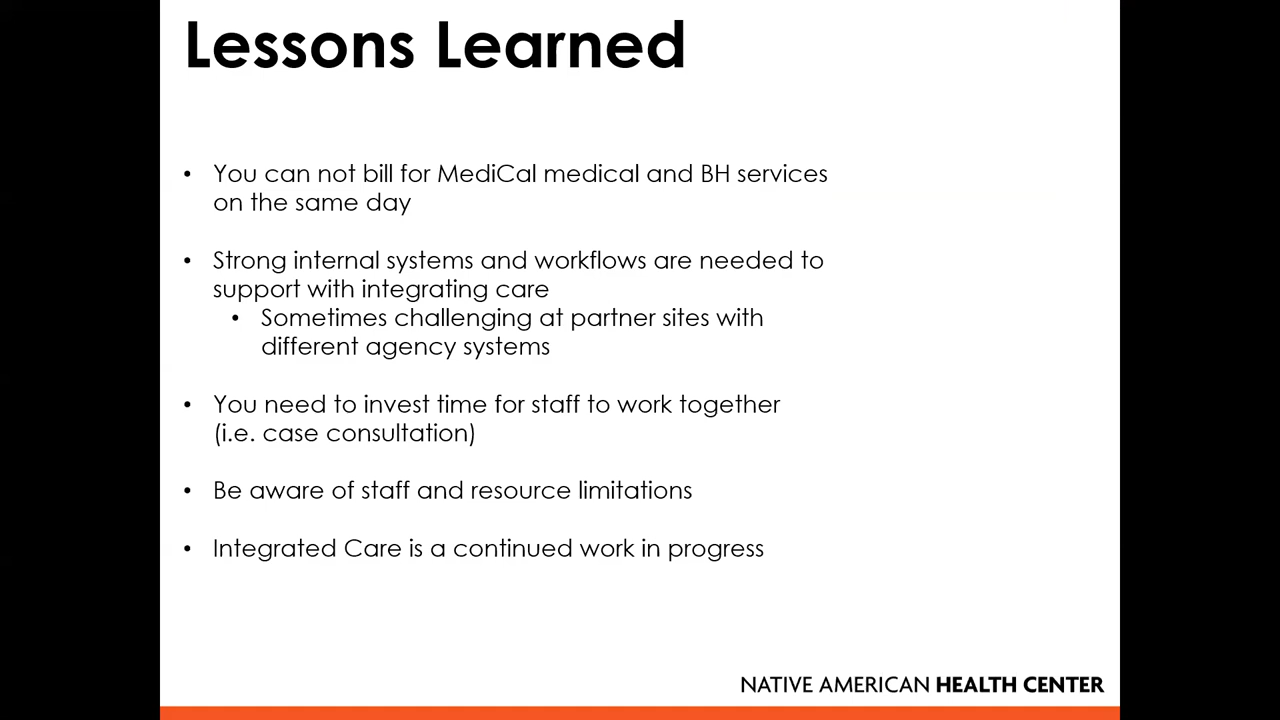 Lessons Learned
• You can not bill for MediCal medical and BH services
on the same day
• Strong internal systems and workflows are needed to
support with integrating care
• Sometimes challenging at partner sites with
different agency systems
• You need to invest time for staff to work together
(i.e. case consultation)
• Be aware of staff and resource limitations
• Integrated Care is a continued work in progress
NATIVE AMERICAN HEALTH CENTER